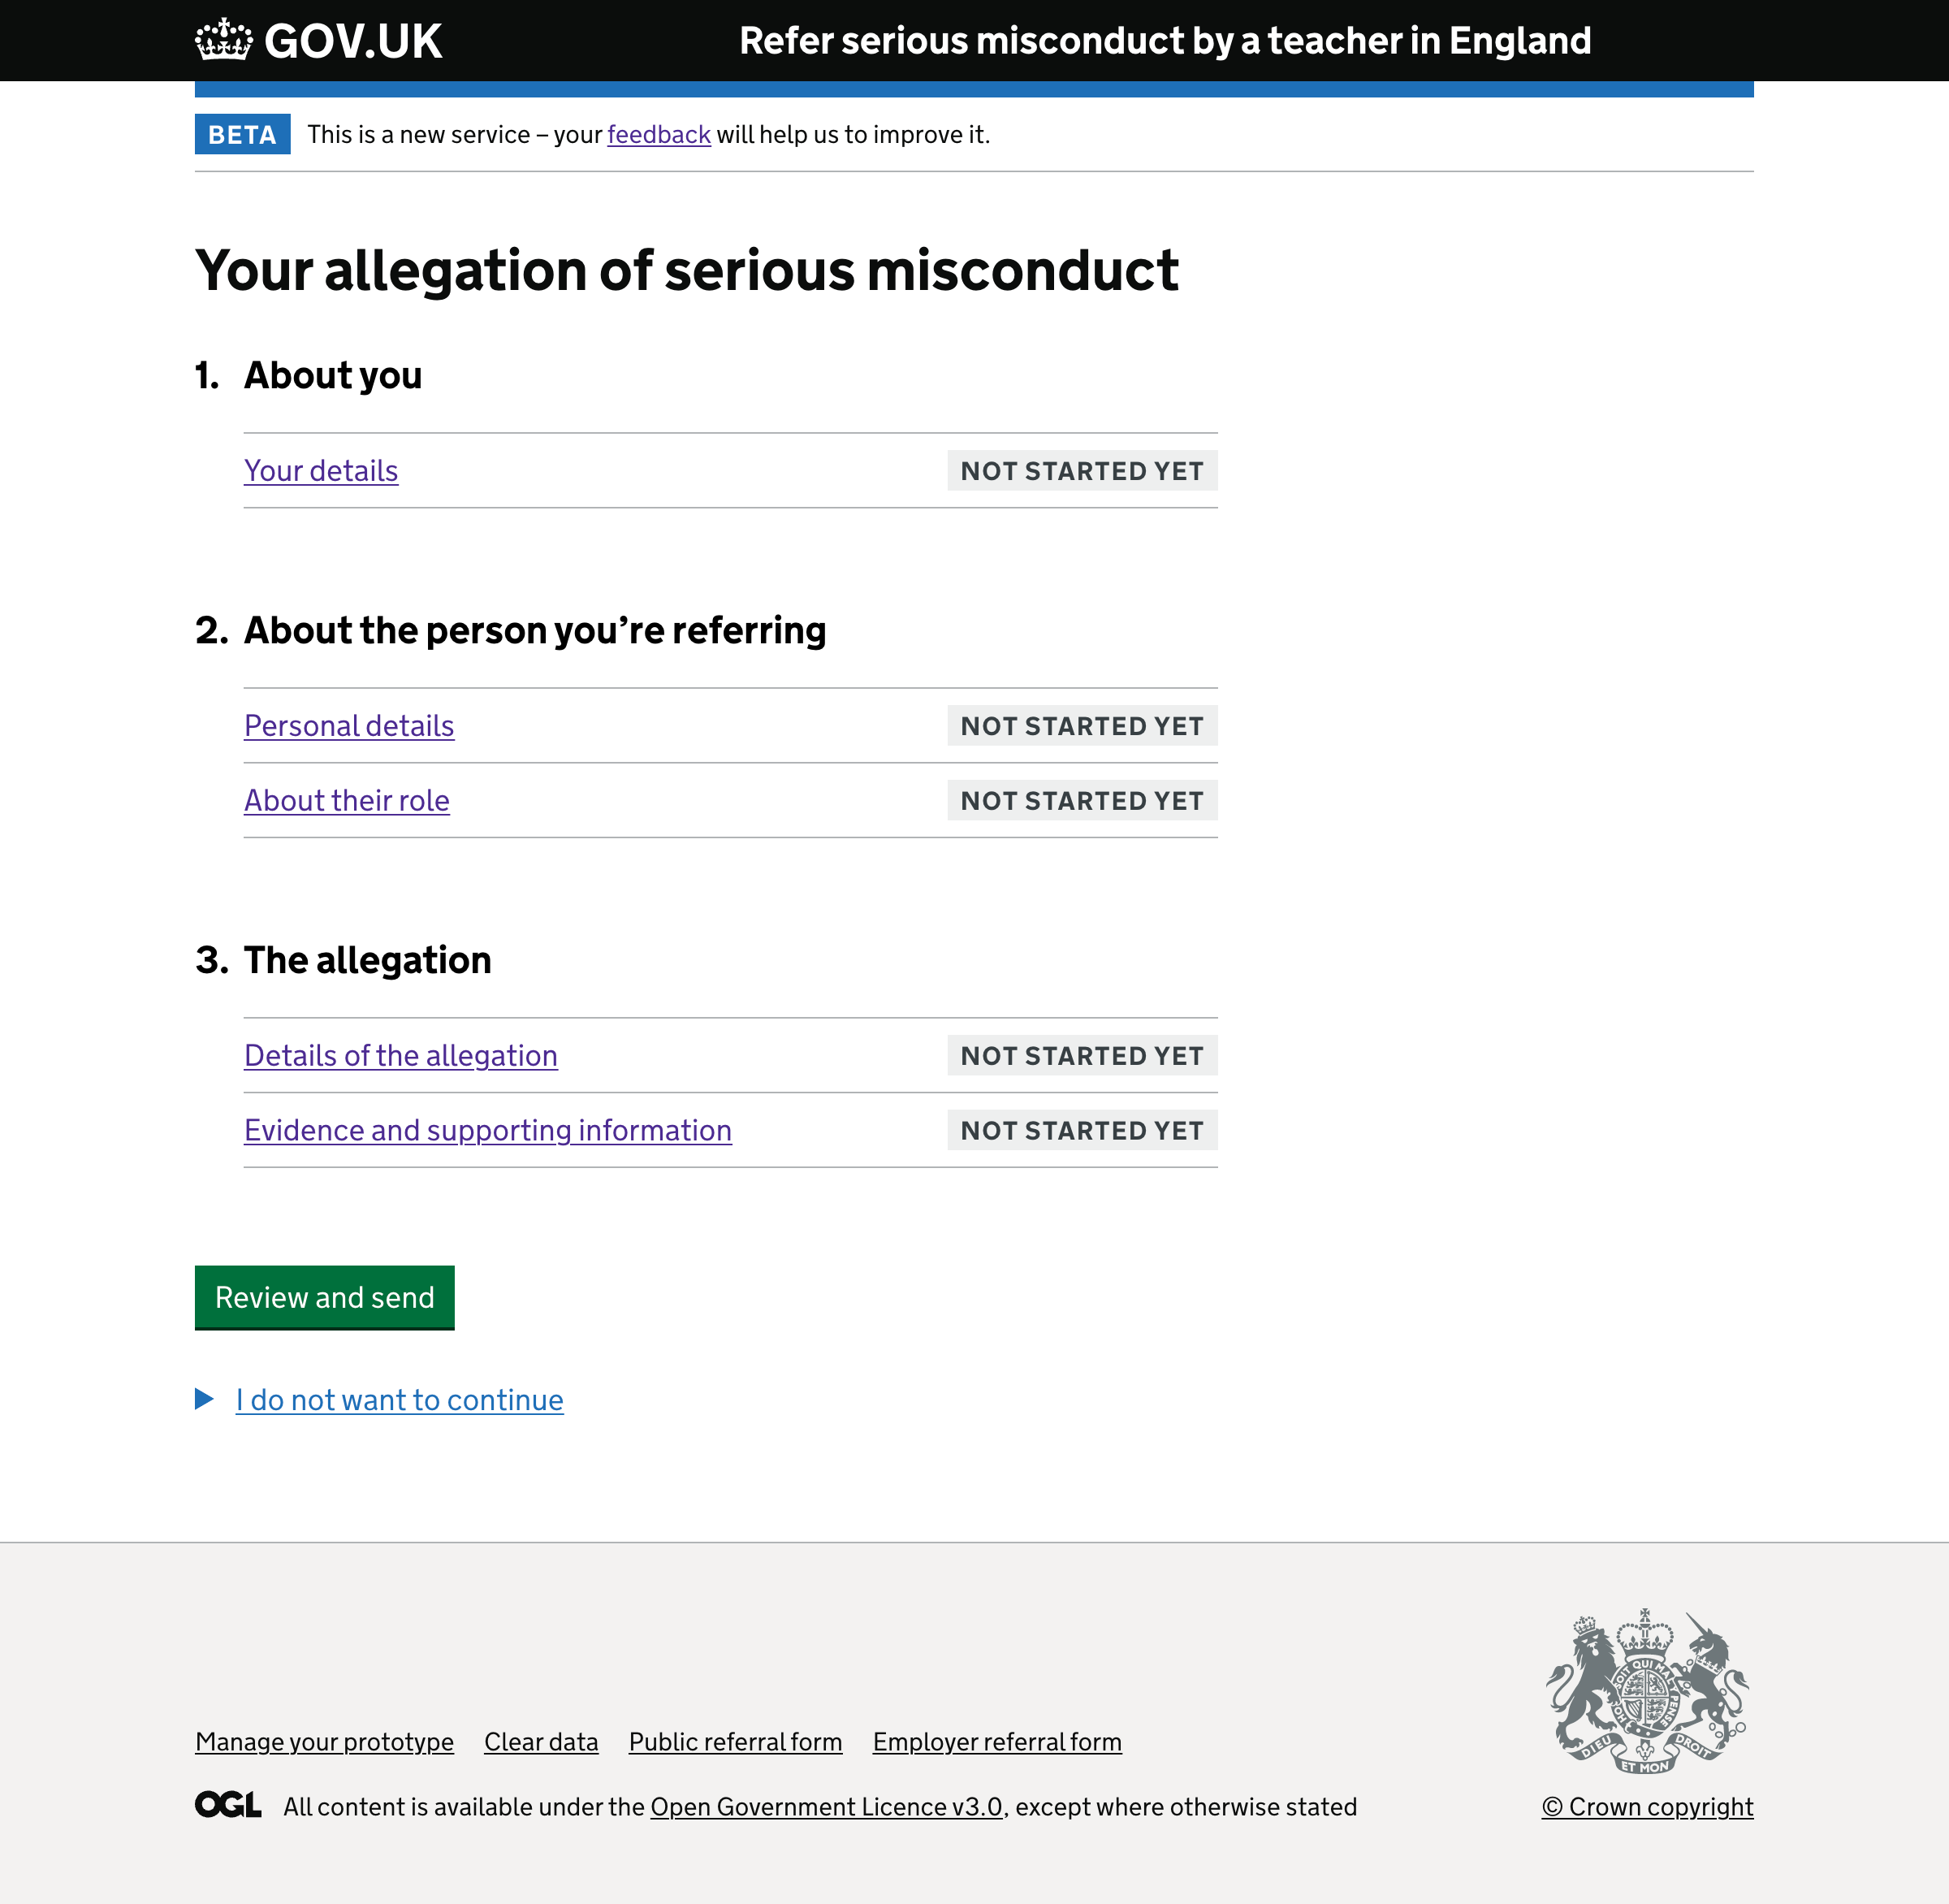 GOV.UK Refer serious misconduct by a teacher in England
BETA This is a new service – your feedback will help us to improve it.
Your allegation of serious misconduct
1. About you
Your details NOT STARTED YET
2. About the person you’re referring
Personal details NOT STARTED YET
About their role NOT STARTED YET
3. The allegation
Details of the allegation NOT STARTED YET
Evidence and supporting information NOT STARTED YET
Review and send
I do not want to continue
Manage your prototype Clear data Public referral form Employer referral form
OGL All content is available under the Open Government Licence v3.0, except where otherwise stated
DIEU ET MON DROIT
© Crown copyright